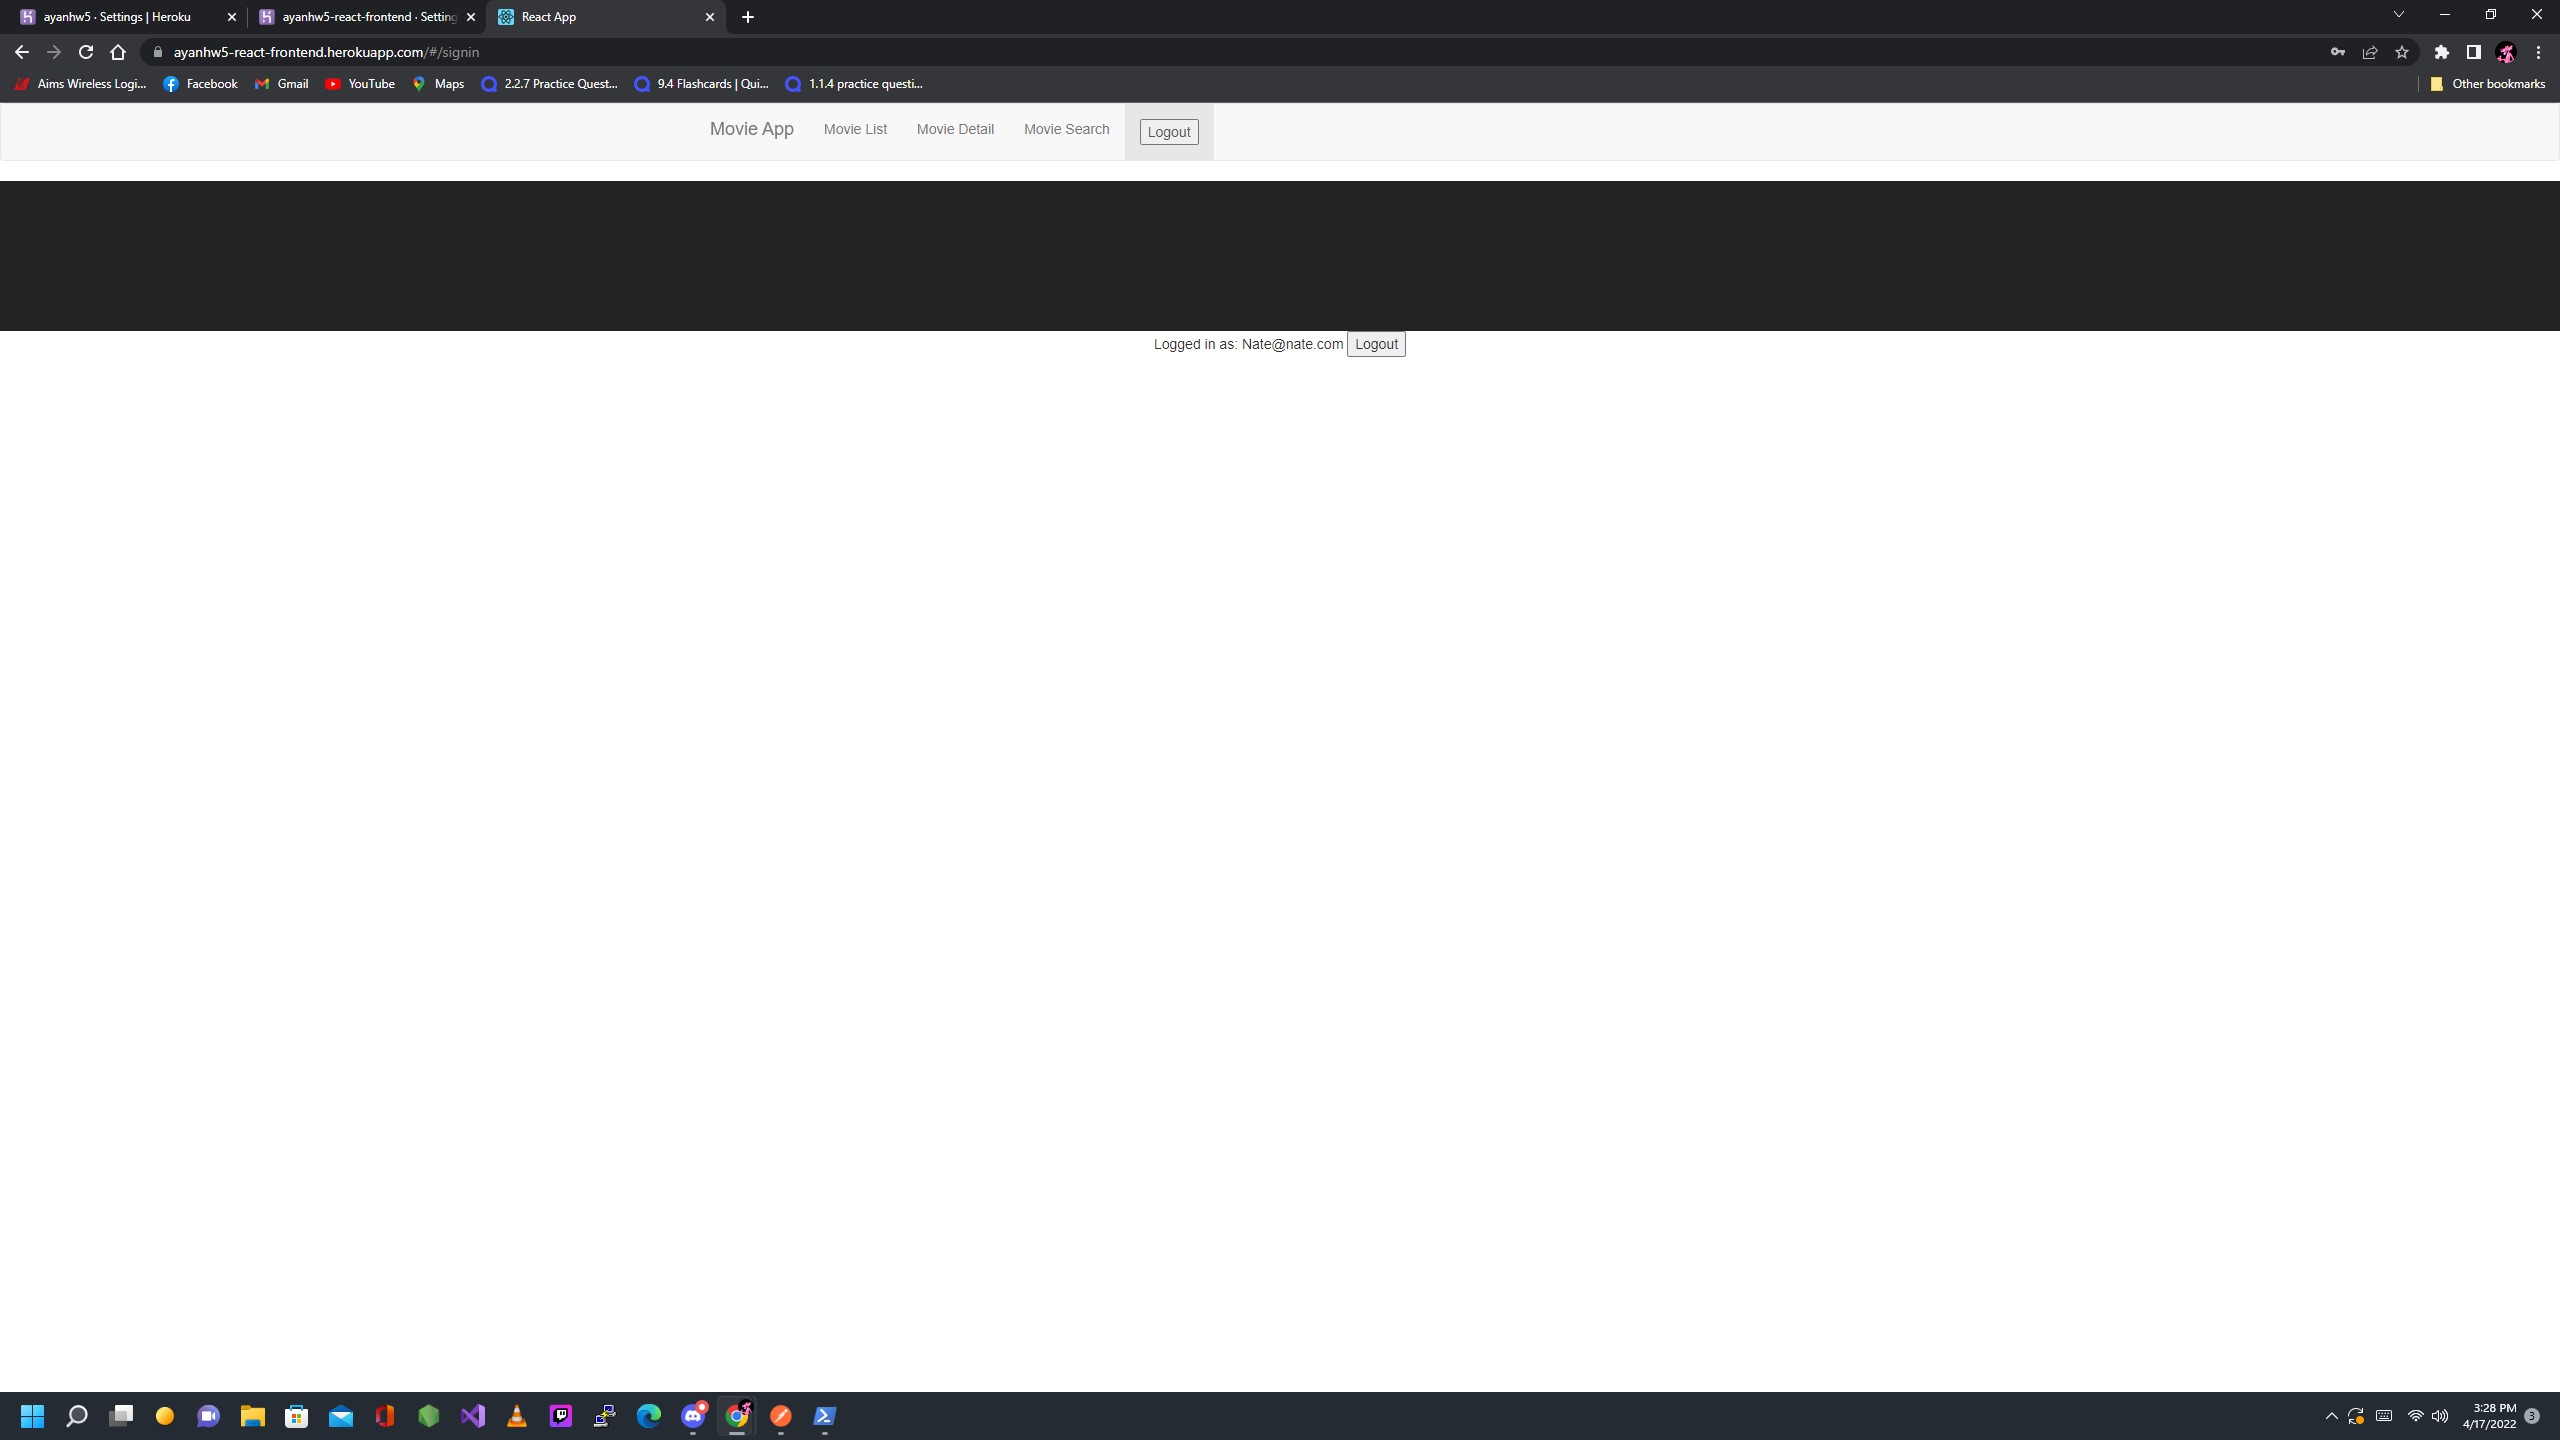 ayanhw5 · Settings | Heroku
ayanhw5-react-frontend · Setting
React App
ayanhw5-react-frontend.herokuapp.com/#/signin
Aims Wireless Logi... Facebook Gmail YouTube Maps 2.2.7 Practice Quest... 9.4 Flashcards | Qui... 1.1.4 practice questi... Other bookmarks
Movie App Movie List Movie Detail Movie Search Logout
Logged in as: Nate@nate.com Logout
3:28 PM
4/17/2022
3